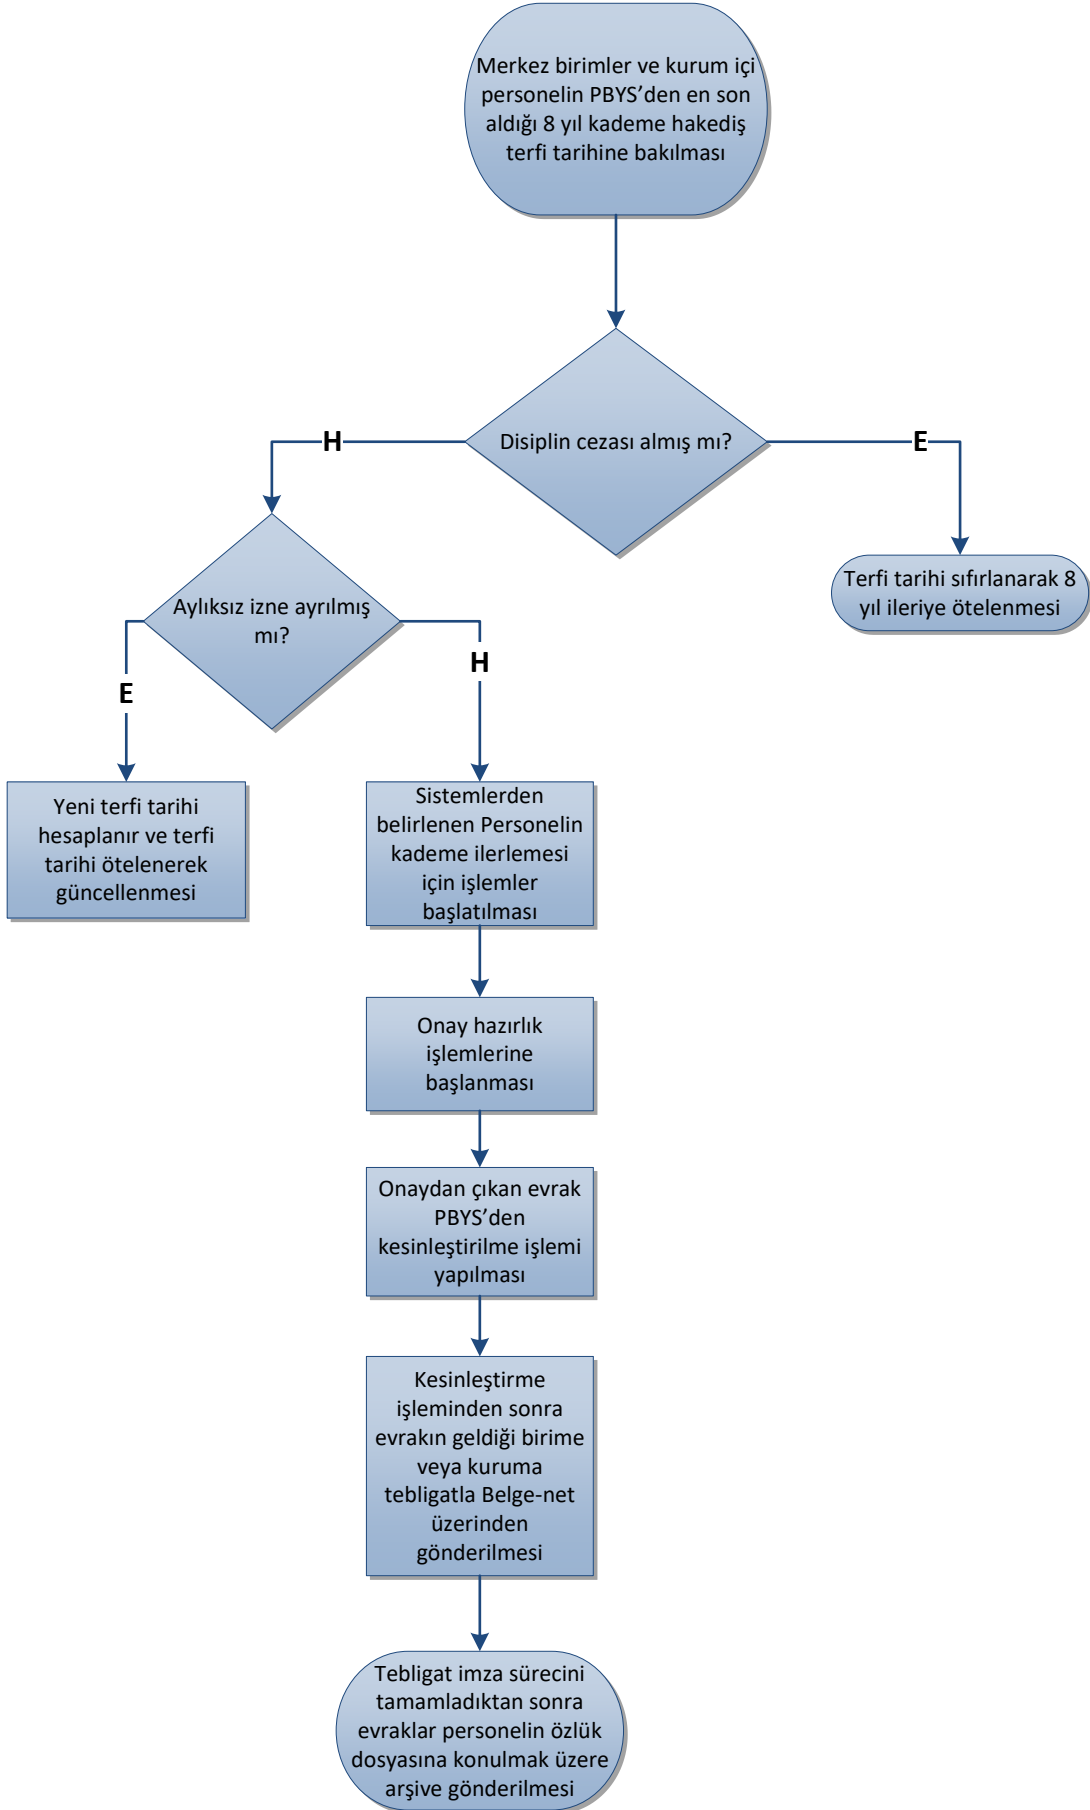 Merkez birimler ve kurum içi
personelin PBYS’den en son
aldığı 8 yıl kademe hakediş
terfi tarihine bakılması
Disiplin cezası almış mı?
H
E
Terfi tarihi sıfırlanarak 8
yıl ileriye ötelenmesi
Aylıksız izne ayrılmış
mı?
E
H
Yeni terfi tarihi
hesaplanır ve terfi
tarihi ötelenerek
güncellenmesi
Sistemlerden
belirlenen Personelin
kademe ilerlemesi
için işlemler
başlatılması
Onay hazırlık
işlemlerine
başlanması
Onaydan çıkan evrak
PBYS’den
kesinleştirilme işlemi
yapılması
Kesinleştirme
işleminden sonra
evrakın geldiği birime
veya kuruma
tebligatla Belge-net
üzerinden
gönderilmesi
Tebligat imza sürecini
tamamladıktan sonra
evraklar personelin özlük
dosyasına konulmak üzere
arşive gönderilmesi